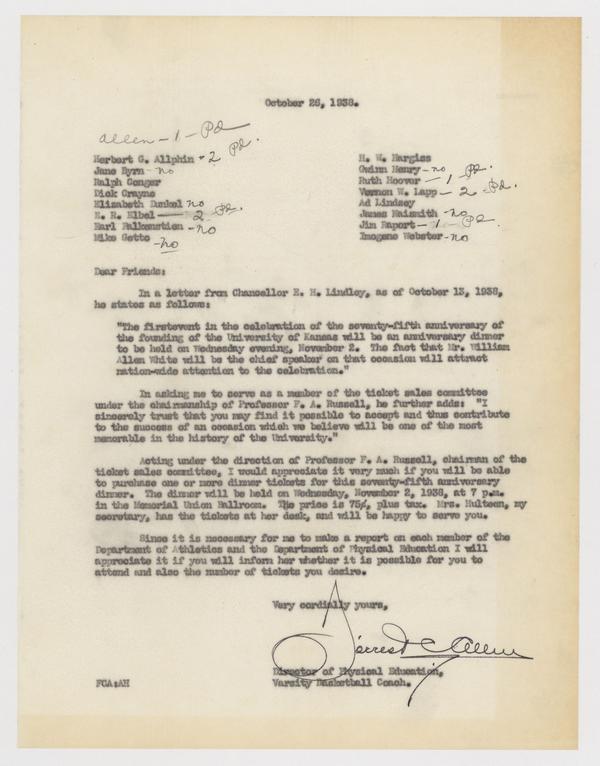 October 26, 1938.
Allen - 1 - Pd
Herbert G. Allphin - 2 Pd.
Jane Byrn - no
Ralph Conger
Dick Crayne
Elizabeth Dunkel no
E. R. Elbel — 2 Pd.
Earl Falkenstien - no
Mike Getto - no
H. W. Hargiss
Gwinn Henry - no
Ruth Hoover — 1 Pd.
Vernon W. Lapp — 2 Pd.
Ad Lindsey
James Naismith - no
Jim Raport — 1 - Pd.
Imogene Webster - no
Dear Friends:
In a letter from Chancellor E. H. Lindley, as of October 13, 1938,
he states as follows:
"The firstevent in the celebration of the seventy-fifth anniversary of
the founding of the University of Kansas will be an anniversary dinner
to be held on Wednesday evening, November 2. The fact that Mr. William
Allen White will be the chief speaker on that occasion will attract
nation-wide attention to the celebration."
In asking me to serve as a member of the ticket sales committee
under the chairmanship of Professor F. A. Russell, he further adds: "I
sincerely trust that you may find it possible to accept and thus contribute
to the success of an occasion which we believe will be one of the most
memorable in the history of the University."
Acting under the direction of Professor F. A. Russell, chairman of the
ticket sales committee, I would appreciate it very much if you will be able
to purchase one or more dinner tickets for this seventy-fifth anniversary
dinner. The dinner will be held on Wednesday, November 2, 1938, at 7 p.m.
in the Memorial Union Ballroom. The price is 75¢, plus tax. Mrs. Hulteen, my
secretary, has the tickets at her desk, and will be happy to serve you.
Since it is necessary for me to make a report on each member of the
Department of Athletics and the Department of Physical Education I will
appreciate it if you will inform her whether it is possible for you to
attend and also the number of tickets you desire.
Very cordially yours,
Forrest C. Allen
Director of Physical Education,
Varsity Basketball Coach.
FCA:AH